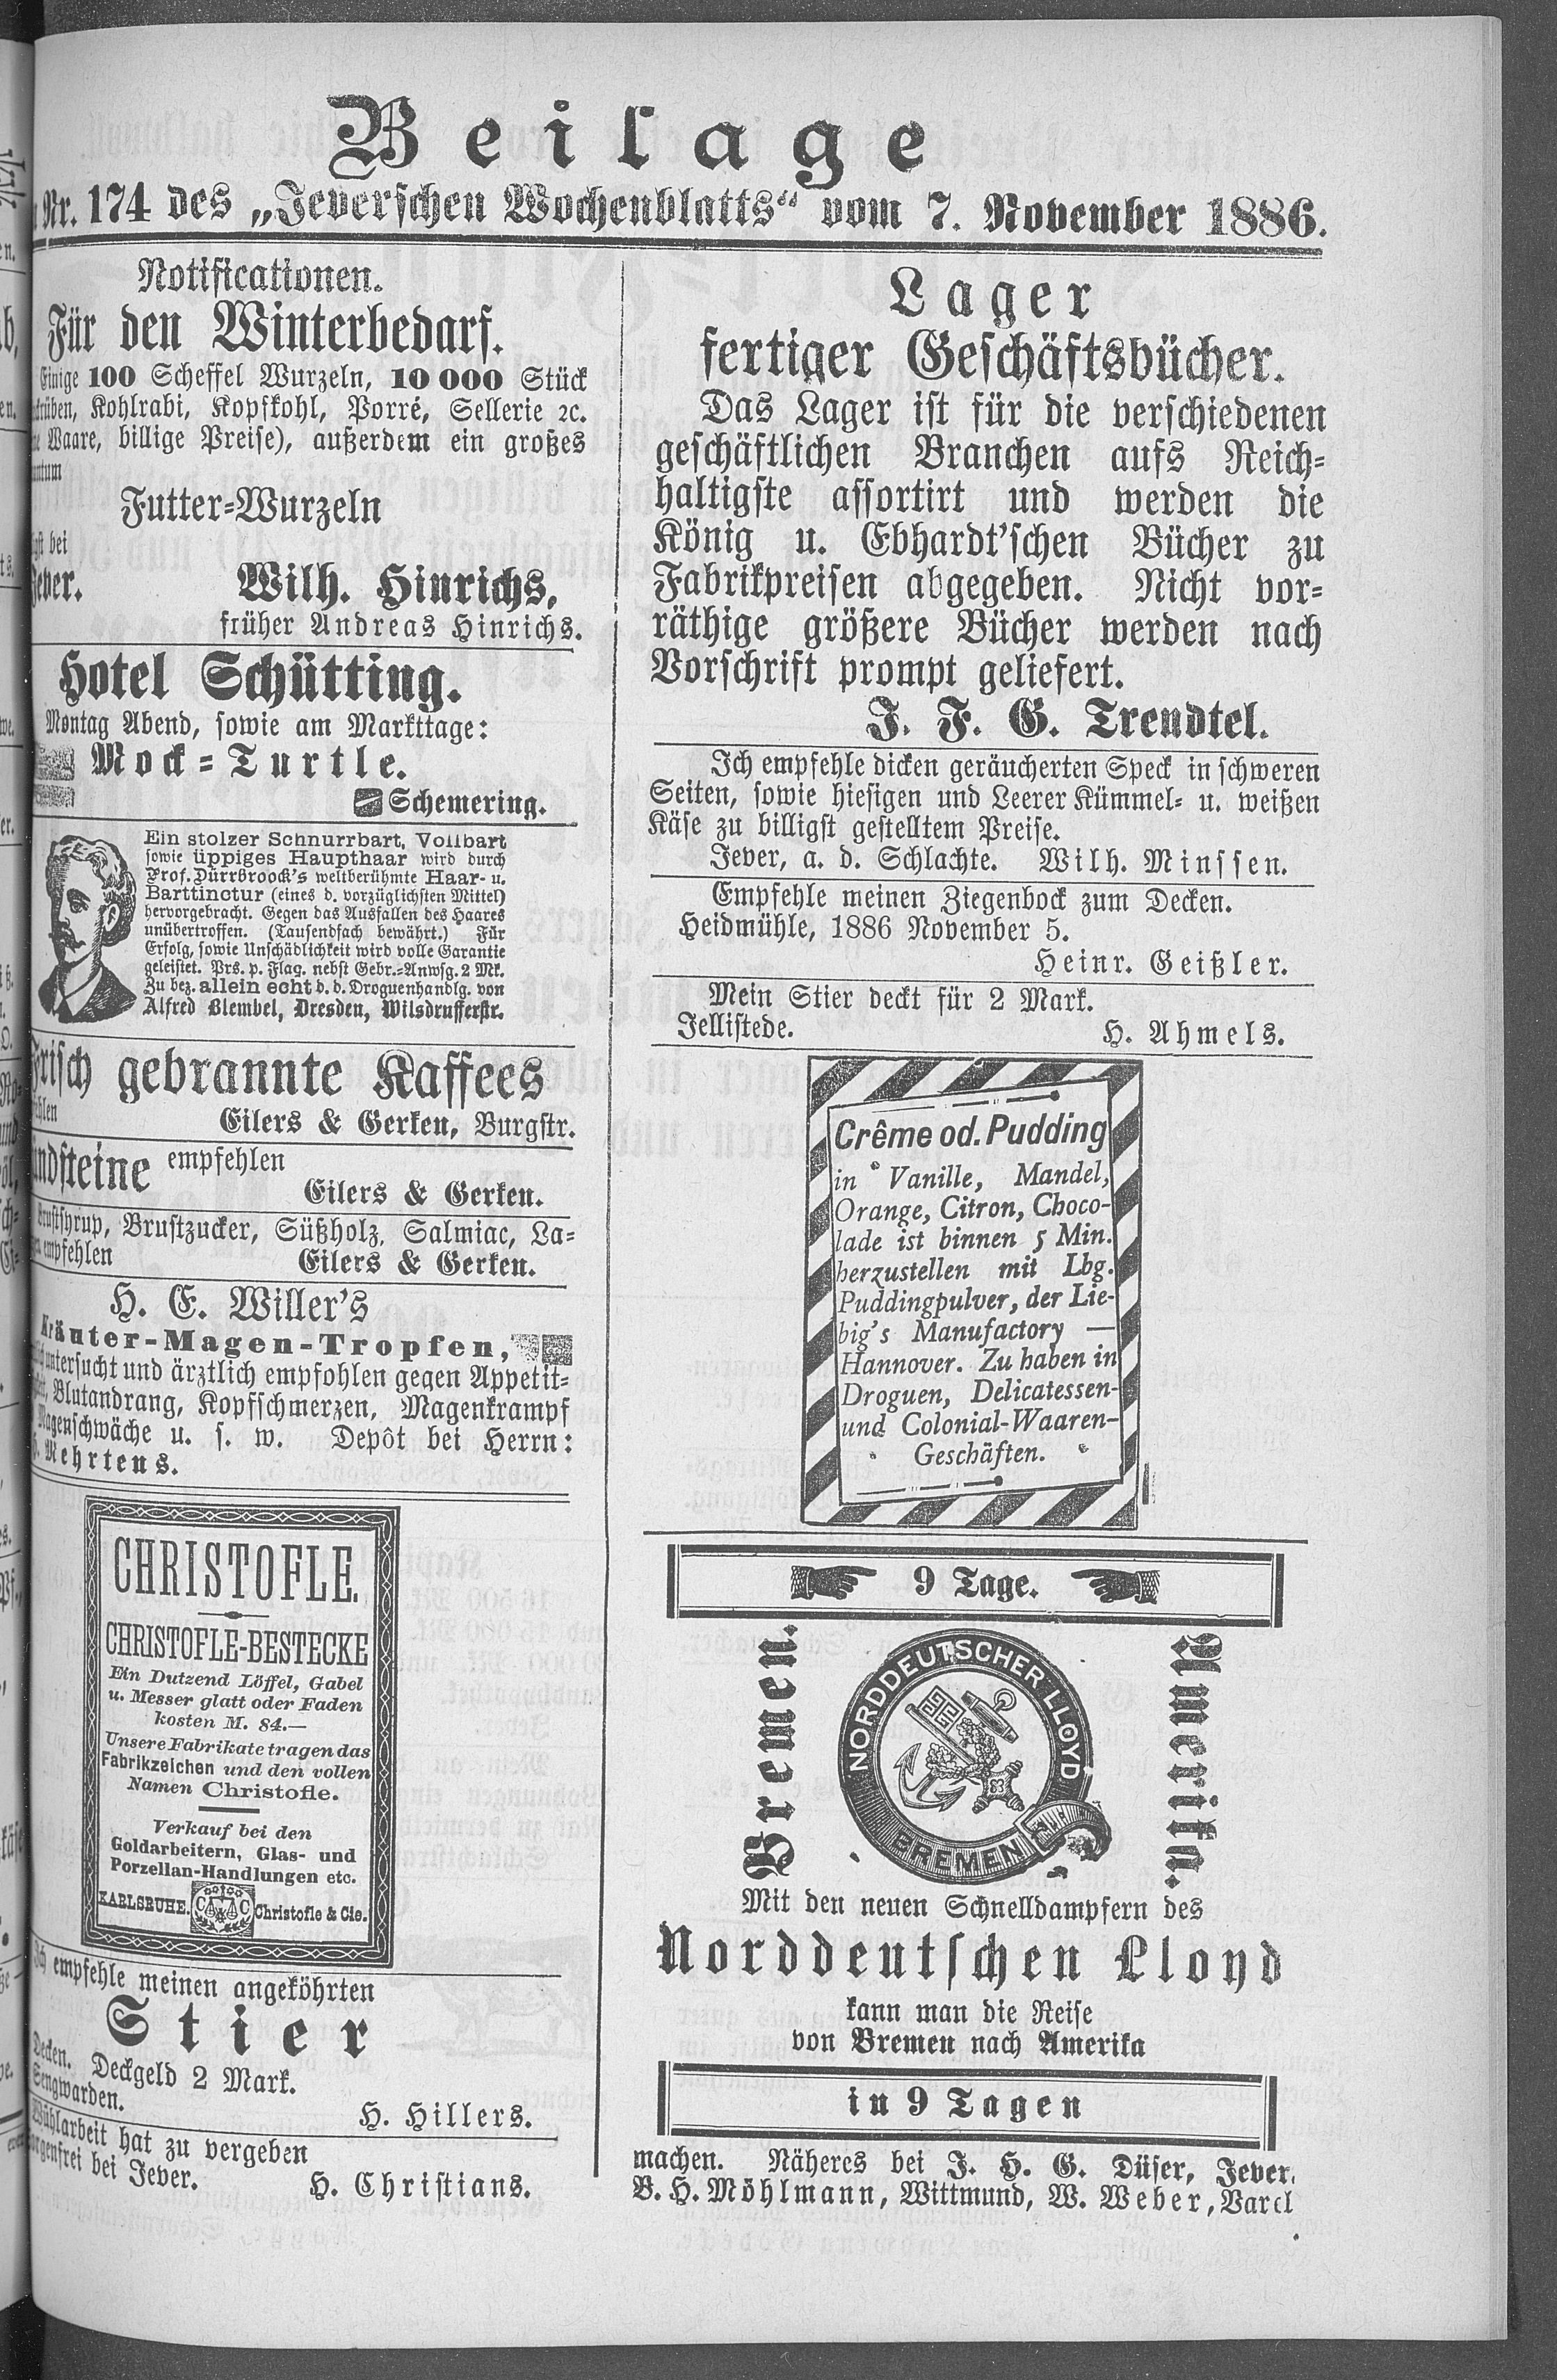 Beilage
Nr. 174 des „Jeverschen Wochenblatts“ vom 7. November 1886.
Notificationen.
Für den Winterbedarf.
Einige 100 Scheffel Wurzeln, 10 000 Stück
Kohlrabi, Kopfkohl, Porré, Sellerie ꝛc.
Waare, billige Preise), außerdem ein großes
Futter-Wurzeln
bei
Jever. Wilh. Hinrichs,
früher Andreas Hinrichs.
Hotel Schütting.
Montag Abend, sowie am Markttage:
Mock-Turtle.
Schemering.
Ein stolzer Schnurrbart, Vollbart
sowie üppiges Haupthaar wird durch
Prof. Dürrbroock's weltberühmte Haar- u.
Barttinctur (eines d. vorzüglichsten Mittel)
hervorgebracht. Gegen das Ausfallen des Haares
unübertroffen. (Tausendfach bewährt.) Für
Erfolg, sowie Unschädlichkeit wird volle Garantie
geleistet. Prs. p. Flaq. nebst Gebr.-Anwsg. 2 Mk.
Zu bez. allein echt d. d. Droguenhandlg. von
Alfred Blembel, Dresden, Wilsdrufferstr.
Frisch gebrannte Kaffees
Eilers & Gerken, Burgstr.
empfehlen
Eilers & Gerken.
Brustsyrup, Brustzucker, Süßholz, Salmiac, La-
empfehlen Eilers & Gerken.
H. E. Willer's
Kräuter-Magen-Tropfen,
untersucht und ärztlich empfohlen gegen Appetit-
Blutandrang, Kopfschmerzen, Magenkrampf
Magenschwäche u. s. w. Depôt bei Herrn:
H. Mehrtens.
CHRISTOFLE.
CHRISTOFLE-BESTECKE
Ein Dutzend Löffel, Gabel
u. Messer glatt oder Faden
kosten M. 84.—
Unsere Fabrikate tragen das
Fabrikzeichen und den vollen
Namen Christofle.
Verkauf bei den
Goldarbeitern, Glas- und
Porzellan-Handlungen etc.
KARLSRUHE. C C Christofle & Cie.
Ich empfehle meinen angeköhrten
Stier
Decken. Deckgeld 2 Mark.
Sengwarden. H. Hillers.
Wühlarbeit hat zu vergeben
bei Jever. H. Christians.
Lager
fertiger Geschäftsbücher.
Das Lager ist für die verschiedenen
geschäftlichen Branchen aufs Reich-
haltigste assortirt und werden die
König u. Ebhardt'schen Bücher zu
Fabrikpreisen abgegeben. Nicht vor-
räthige größere Bücher werden nach
Vorschrift prompt geliefert.
J. F. G. Trendtel.
Ich empfehle dicken geräucherten Speck in schweren
Seiten, sowie hiesigen und Leerer Kümmel- u. weißen
Käse zu billigst gestelltem Preise.
Jever, a. d. Schlachte. Wilh. Minssen.
Empfehle meinen Ziegenbock zum Decken.
Heidmühle, 1886 November 5.
Heinr. Geißler.
Mein Stier deckt für 2 Mark.
Jellistede. H. Ahmels.
Crême od. Pudding
in Vanille, Mandel,
Orange, Citron, Choco-
lade ist binnen 5 Min.
herzustellen mit Lbg.
Puddingpulver, der Lie-
big's Manufactory —
Hannover. Zu haben in
Droguen, Delicatessen-
und Colonial-Waaren-
Geschäften.
9 Tage.
Bremen.
NORDDEUTSCHER LLOYD
BREMEN
Amerika.
Mit den neuen Schnelldampfern des
Norddeutschen Lloyd
kann man die Reise
von Bremen nach Amerika
in 9 Tagen
machen. Näheres bei J. H. G. Düser, Jever,
B. H. Möhlmann, Wittmund, W. Weber, Varel